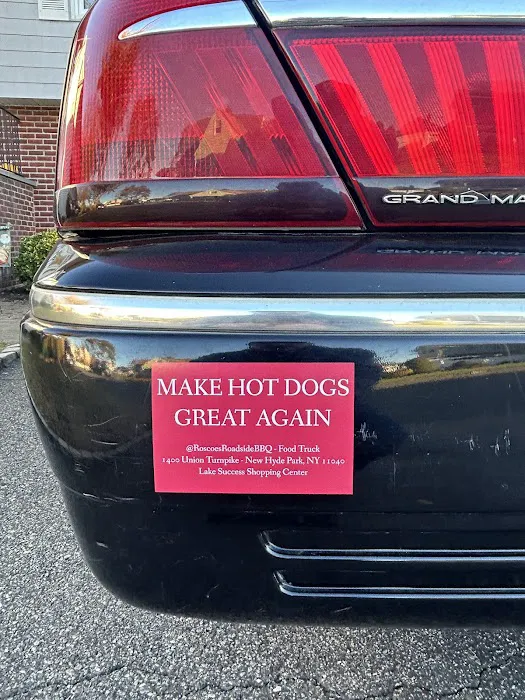 GRAND MA
MAKE HOT DOGS
GREAT AGAIN
@RoscoesRoadsideBBQ - Food Truck
1400 Union Turnpike - New Hyde Park, NY 11040
Lake Success Shopping Center